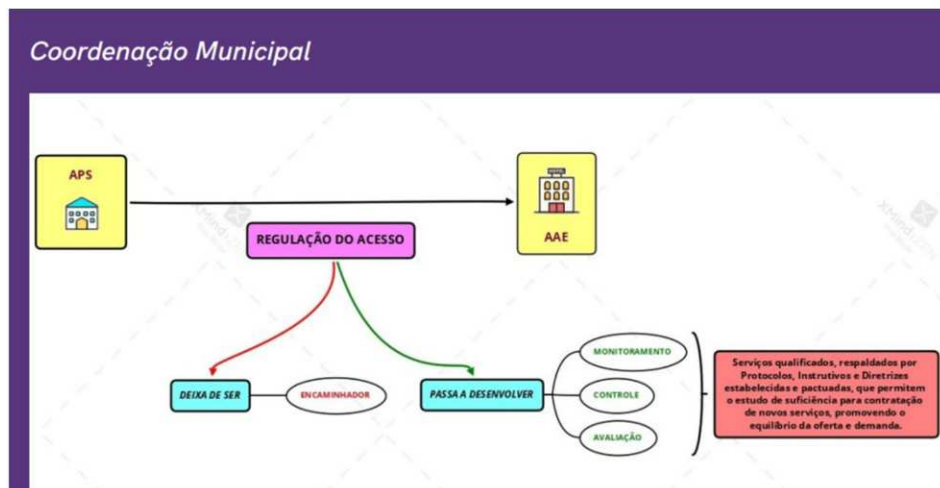 Coordenação Municipal
APS
AAE
REGULAÇÃO DO ACESSO
DEIXA DE SER
ENCAMINHADOR
PASSA A DESENVOLVER
MONITORAMENTO
CONTROLE
AVALIAÇÃO
Serviços qualificados, respaldados por
Protocolos, Instrutivos e Diretrizes
estabelecidas e pactuadas, que permitem
o estudo de suficiência para contratação
de novos serviços, promovendo o
equilíbrio da oferta e demanda.
XMind
XMind